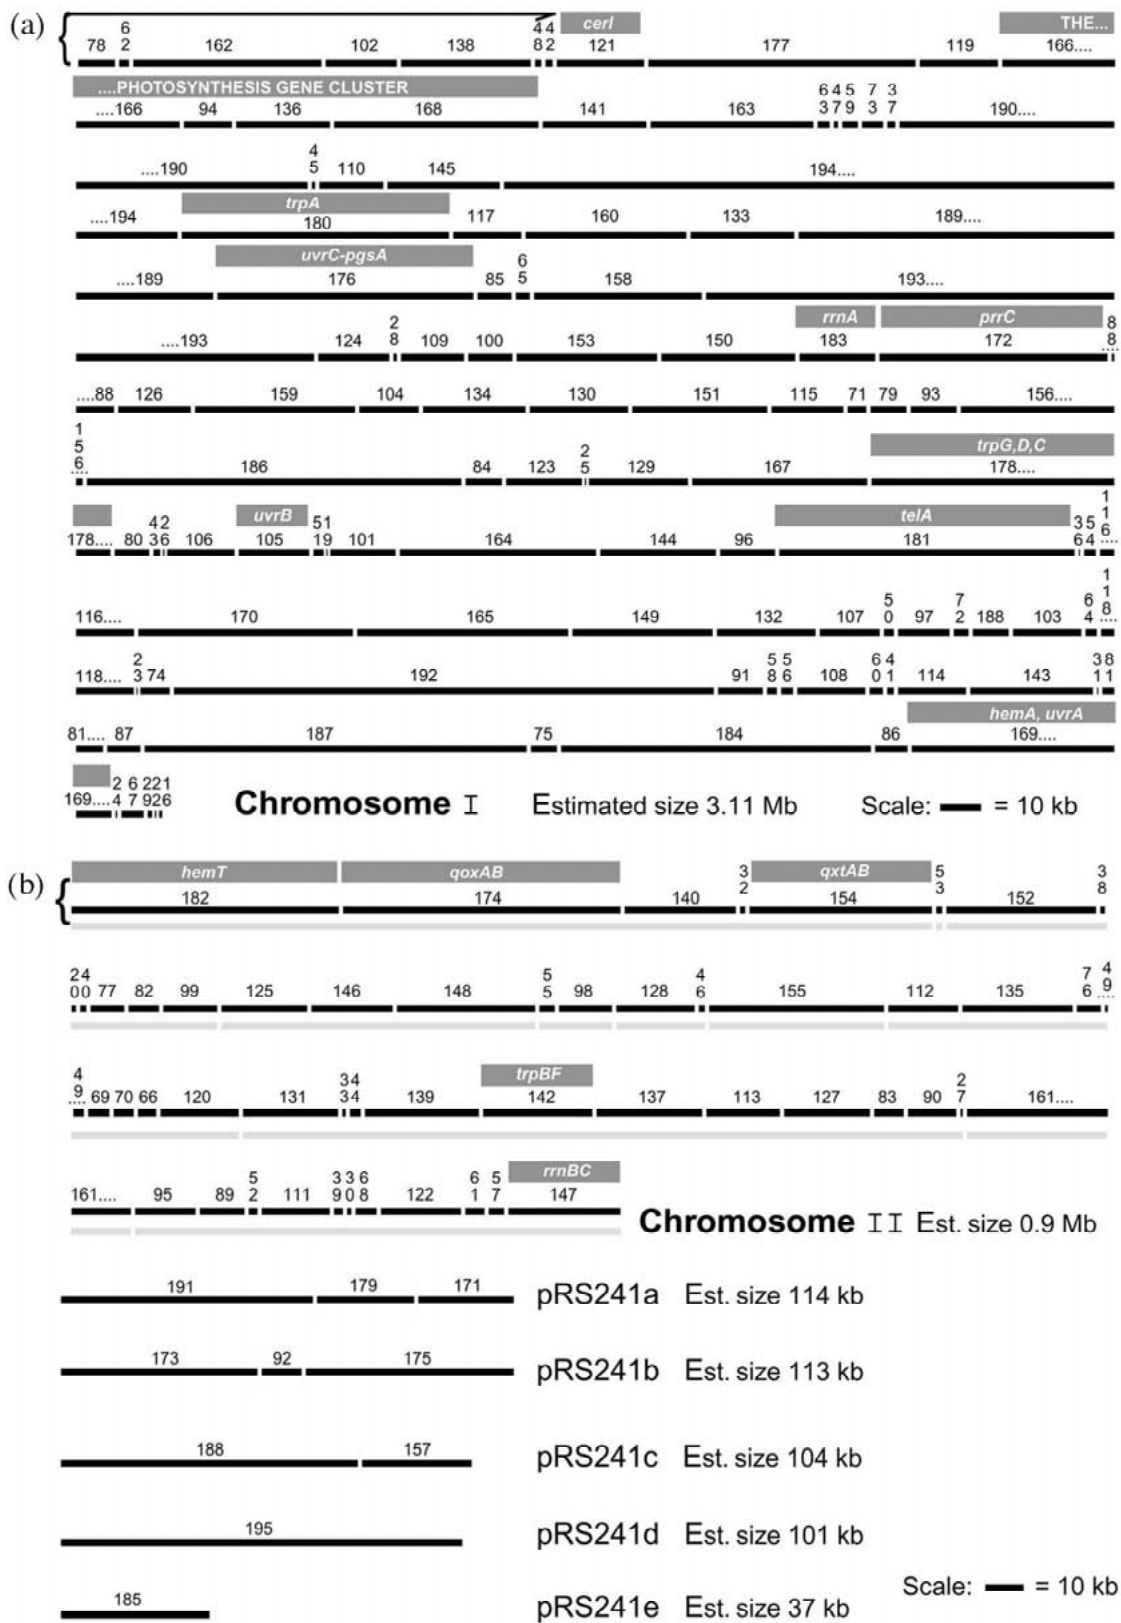 (a)
cerI THE...
78 62 162 102 138 48 42 121 177 119 166....
....PHOTOSYNTHESIS GENE CLUSTER
....166 94 136 168 141 163 63 47 59 73 37 190....
....190 45 110 145 194....
trpA
....194 180 117 160 133 189....
uvrC-pgsA
....189 176 85 65 158 193....
rrnA prrC
....193 124 28 109 100 153 150 183 172 88....
....88 126 159 104 134 130 151 115 71 79 93 156....
trpG,D,C
156.... 186 84 123 25 129 167 178....
uvrB telA
178.... 80 43 26 106 105 51 19 101 164 144 96 181 36 54 116....
116.... 170 165 149 132 107 50 97 72 188 103 64 118....
118.... 23 74 192 91 58 56 108 60 41 114 143 31 81
hemA, uvrA
81.... 87 187 75 184 86 169....
169.... 24 67 29 22 16 Chromosome I Estimated size 3.11 Mb Scale: = 10 kb
(b)
hemT qoxAB qxtAB
182 174 140 32 154 53 152 38
20 40 77 82 99 125 146 148 55 98 128 46 155 112 135 76 49....
trpBF
49.... 69 70 66 120 131 33 44 139 142 137 113 127 83 90 27 161....
rrnBC
161.... 95 89 52 111 39 30 68 122 61 57 147
Chromosome II Est. size 0.9 Mb
191 179 171 pRS241a Est. size 114 kb
173 92 175 pRS241b Est. size 113 kb
188 157 pRS241c Est. size 104 kb
195 pRS241d Est. size 101 kb
185 pRS241e Est. size 37 kb
Scale: = 10 kb